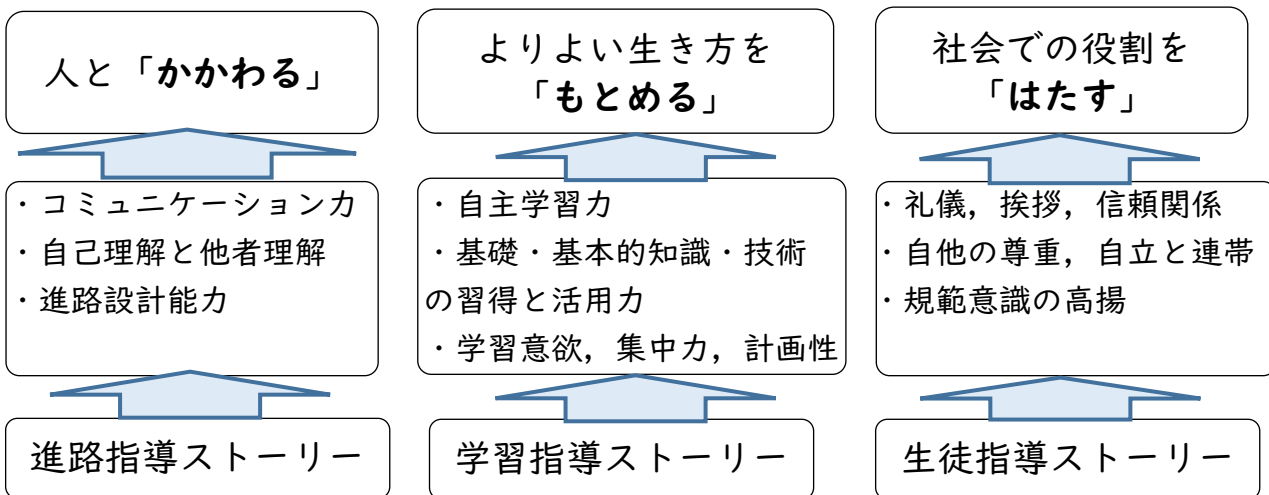 人と「かかわる」
よりよい生き方を
「もとめる」
社会での役割を
「はたす」
・コミュニケーション力
・自己理解と他者理解
・進路設計能力
・自主学習力
・基礎・基本的知識・技術
の習得と活用力
・学習意欲，集中力，計画性
・礼儀，挨拶，信頼関係
・自他の尊重，自立と連帯
・規範意識の高揚
進路指導ストーリー
学習指導ストーリー
生徒指導ストーリー